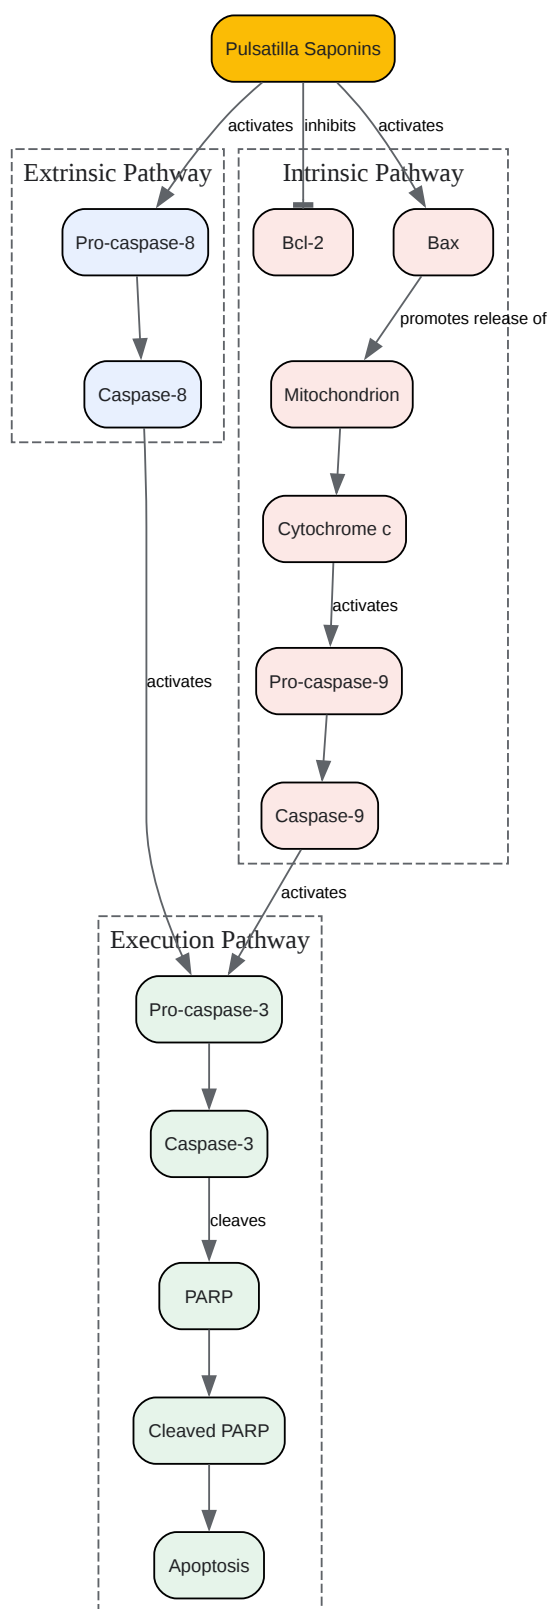 Pulsatilla Saponins
activates
inhibits
activates
Extrinsic Pathway
Intrinsic Pathway
Pro-caspase-8
Bcl-2
Bax
promotes release of
Caspase-8
Mitochondrion
Cytochrome c
activates
activates
Pro-caspase-9
Caspase-9
activates
Execution Pathway
Pro-caspase-3
Caspase-3
cleaves
PARP
Cleaved PARP
Apoptosis